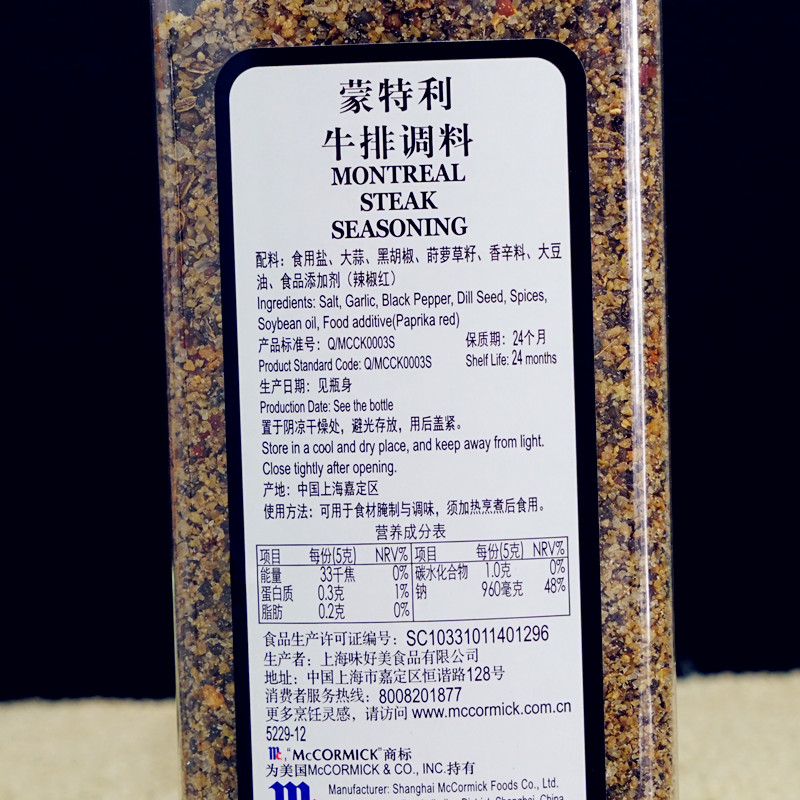 蒙特利
牛排调料
MONTREAL
STEAK
SEASONING
配料：食用盐、大蒜、黑胡椒、莳萝草籽、香辛料、大豆
油、食品添加剂（辣椒红）
Ingredients: Salt, Garlic, Black Pepper, Dill Seed, Spices,
Soybean oil, Food additive(Paprika red)
产品标准号：Q/MCCK0003S 保质期：24个月
Product Standard Code: Q/MCCK0003S Shelf Life: 24 months
生产日期：见瓶身
Production Date: See the bottle
置于阴凉干燥处，避光存放，用后盖紧。
Store in a cool and dry place, and keep away from light.
Close tightly after opening.
产地：中国上海嘉定区
使用方法：可用于食材腌制与调味，须加热烹煮后食用。
营养成分表
项目 每份(5克) NRV% 项目 每份(5克) NRV%
能量 33千焦 0% 碳水化合物 1.0克 0%
蛋白质 0.3克 1% 钠 960毫克 48%
脂肪 0.2克 0%
食品生产许可证编号：SC10331011401296
生产者：上海味好美食品有限公司
地址：中国上海市嘉定区恒谐路128号
消费者服务热线：8008201877
更多烹饪灵感，请访问 www.mccormick.com.cn
5229-12
Mc,"McCORMICK"商标
为美国McCORMICK & CO., INC.持有
Manufacturer: Shanghai McCormick Foods Co., Ltd.